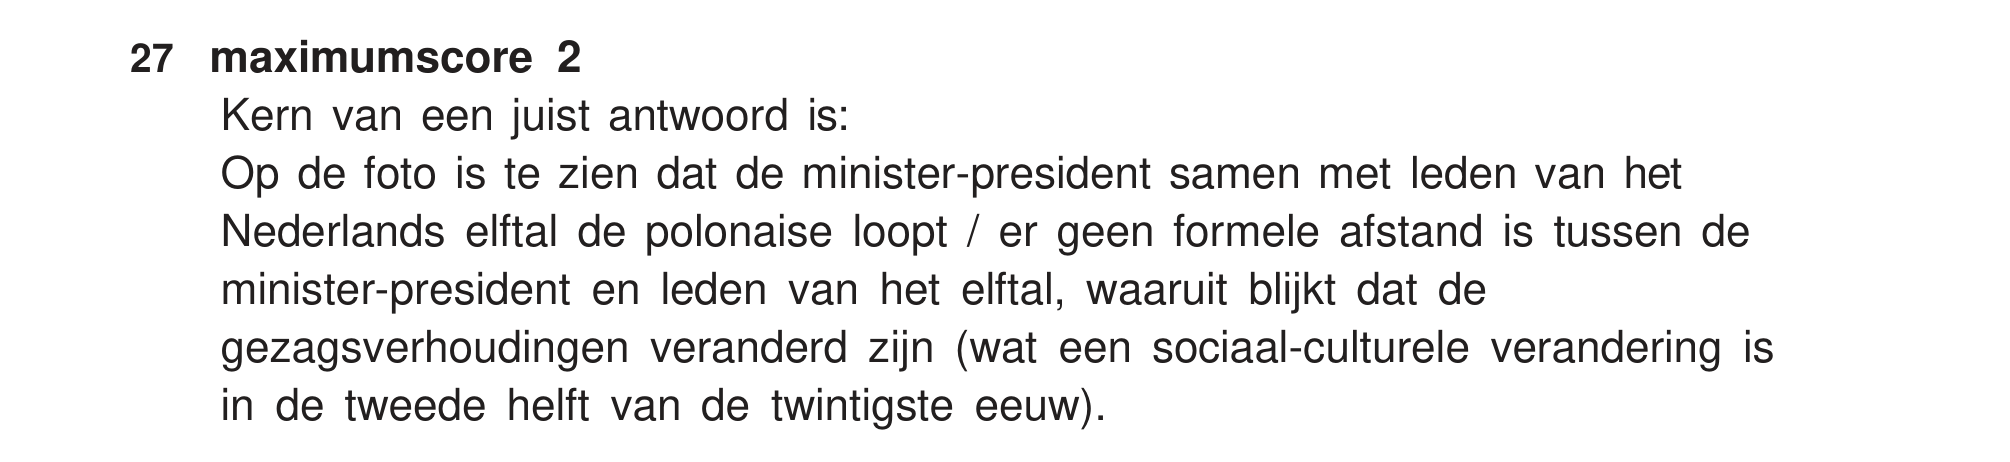 27 maximumscore 2
Kern van een juist antwoord is:
Op de foto is te zien dat de minister-president samen met leden van het
Nederlands elftal de polonaise loopt / er geen formele afstand is tussen de
minister-president en leden van het elftal, waaruit blijkt dat de
gezagsverhoudingen veranderd zijn (wat een sociaal-culturele verandering is
in de tweede helft van de twintigste eeuw).